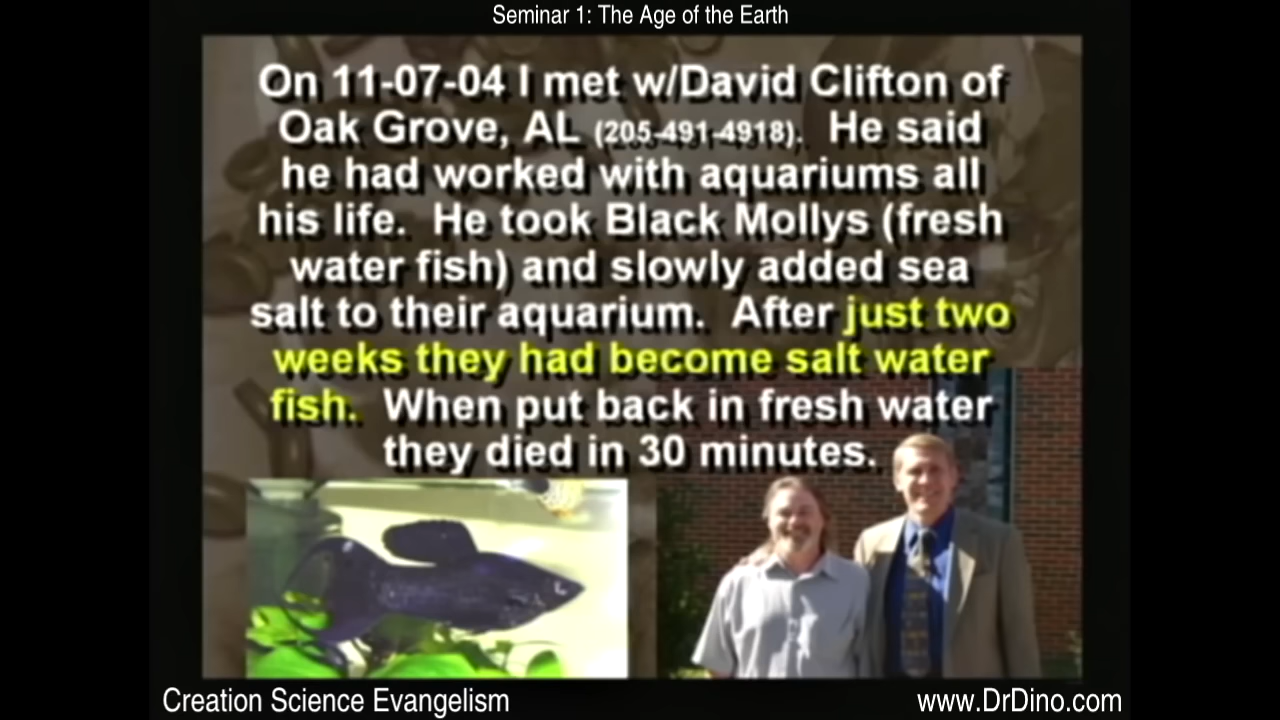 Seminar 1: The Age of the Earth
On 11-07-04 I met w/David Clifton of
Oak Grove, AL (205-491-4918). He said
he had worked with aquariums all
his life. He took Black Mollys (fresh
water fish) and slowly added sea
salt to their aquarium. After just two
weeks they had become salt water
fish. When put back in fresh water
they died in 30 minutes.
Creation Science Evangelism
www.DrDino.com